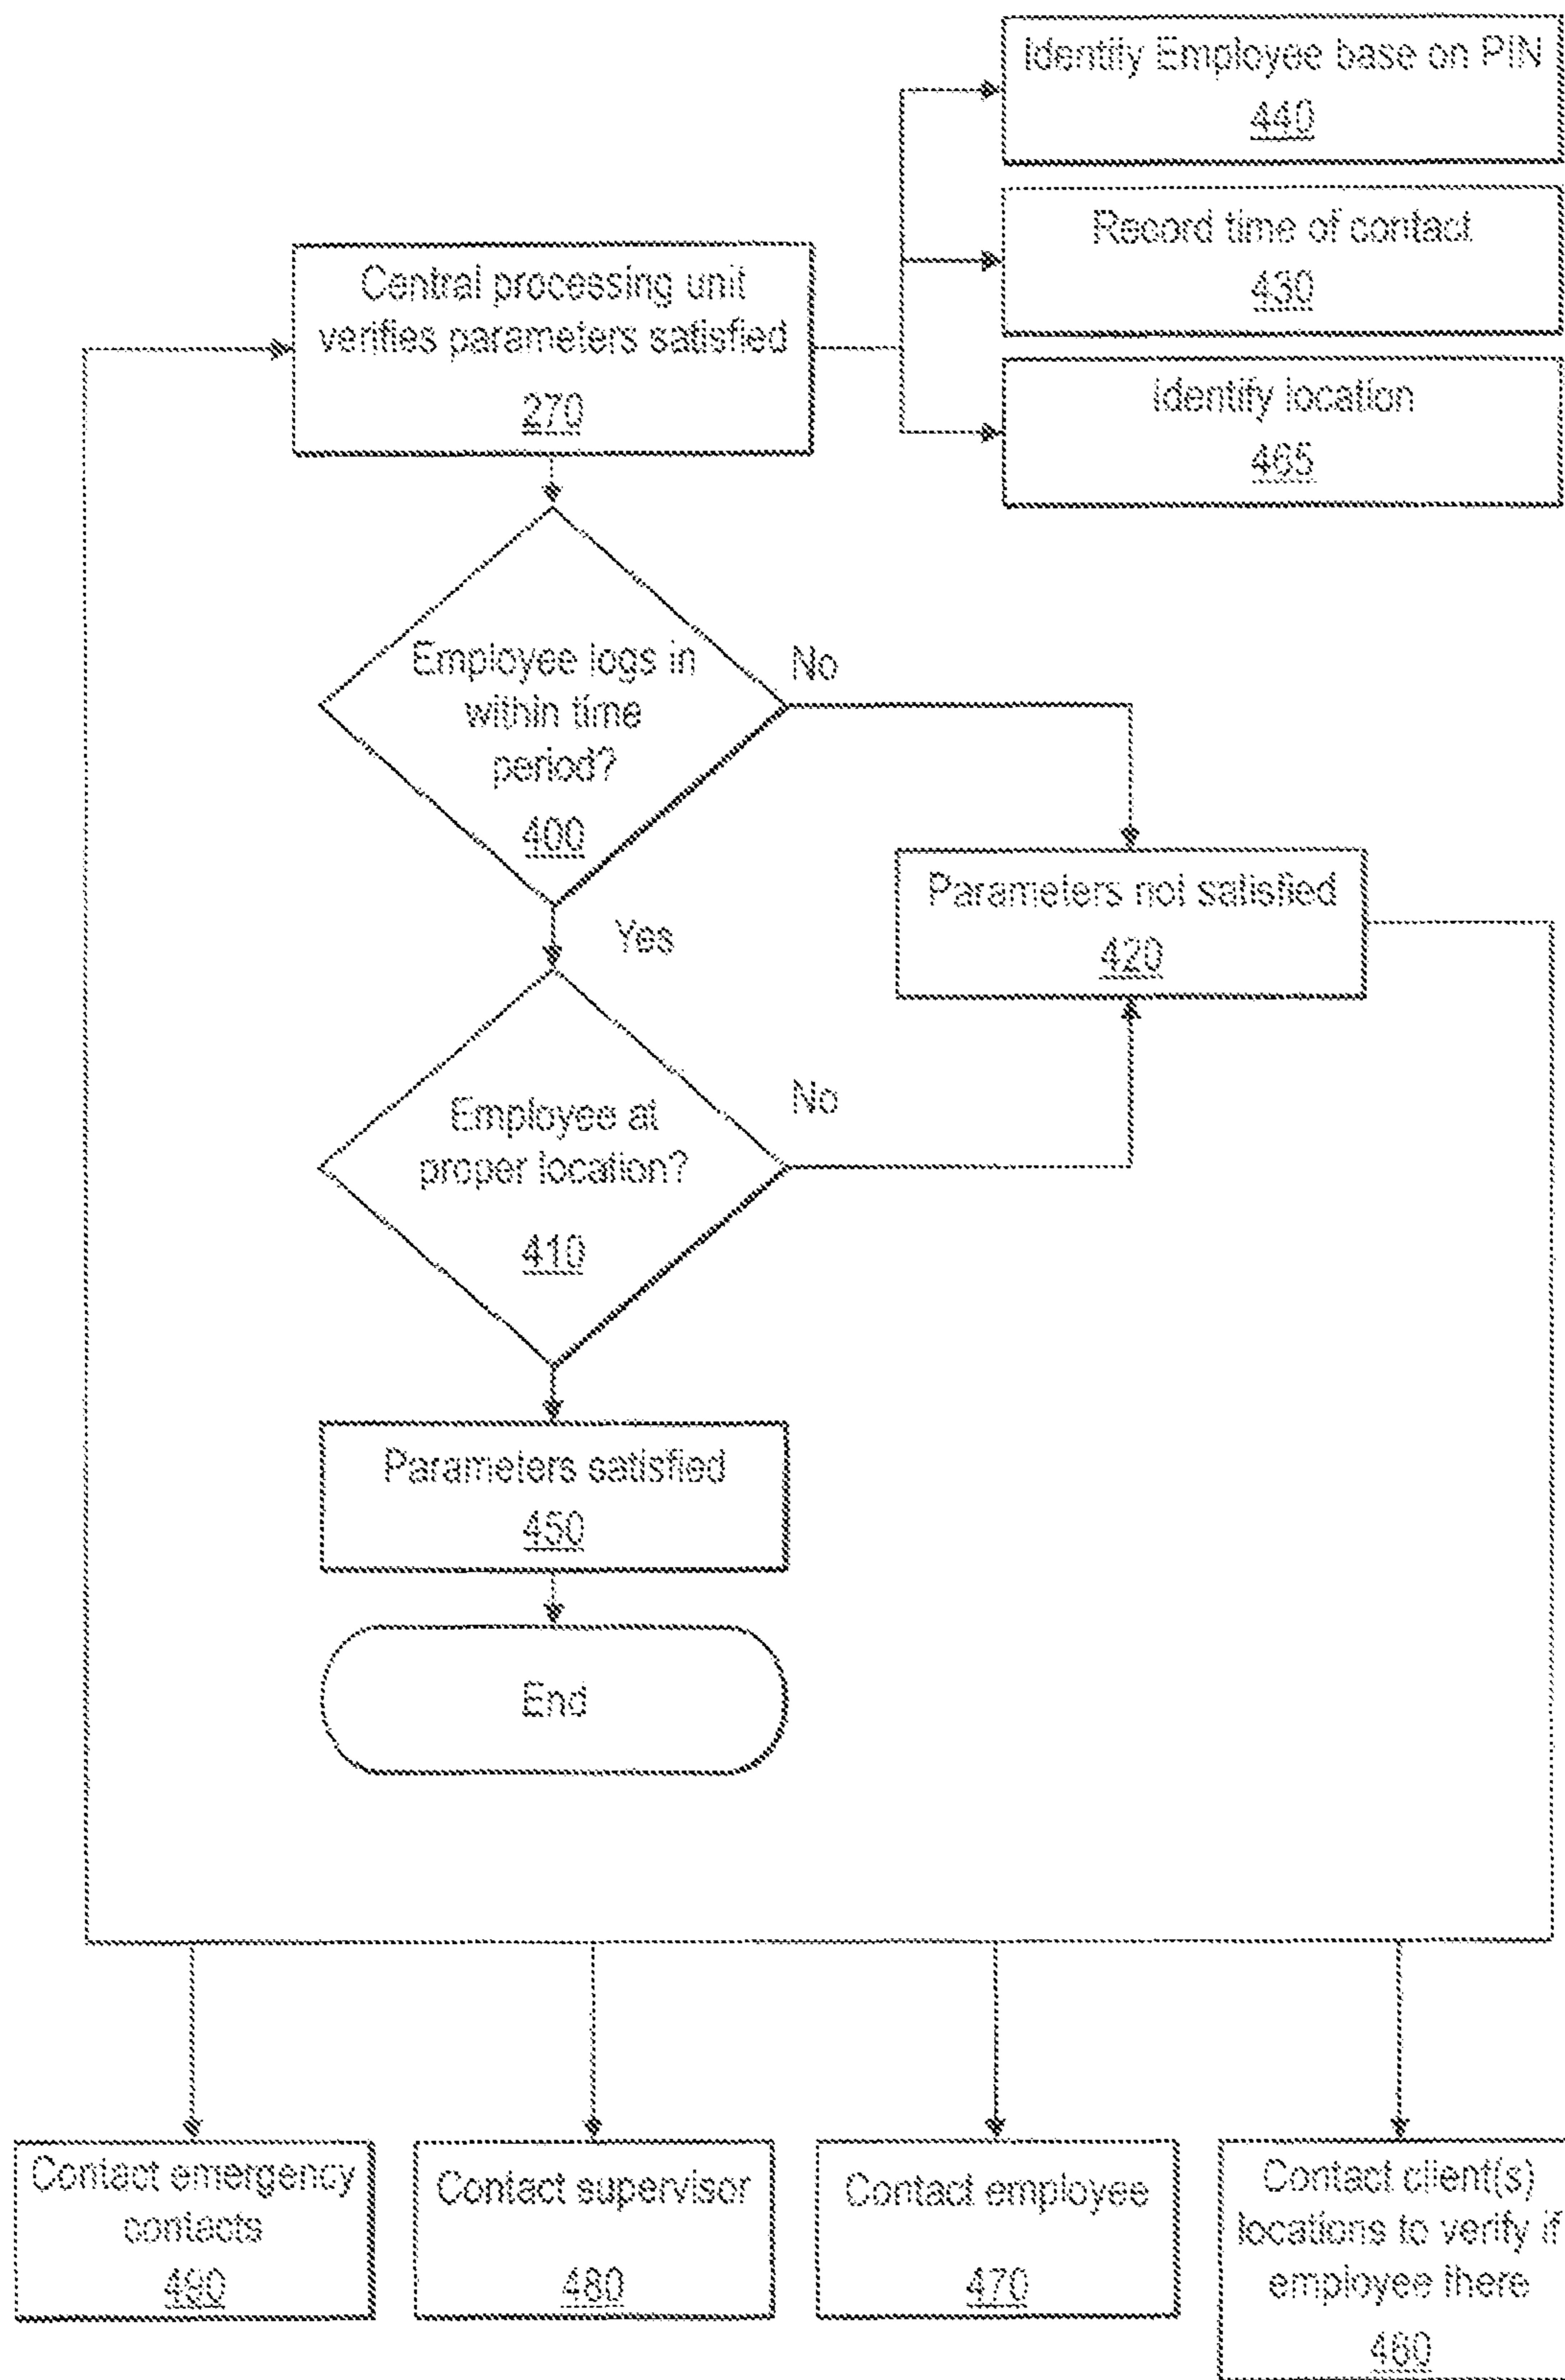 Identify Employee base on PIN
440
Record time of contact
430
Identify location
465
Central processing unit
verifies parameters satisfied
270
Employee logs in
within time
period?
400
No
Yes
Parameters not satisfied
420
Employee at
proper location?
410
No
Parameters satisfied
450
End
Contact emergency
contacts
490
Contact supervisor
480
Contact employee
470
Contact client(s)
locations to verify if
employee there
460